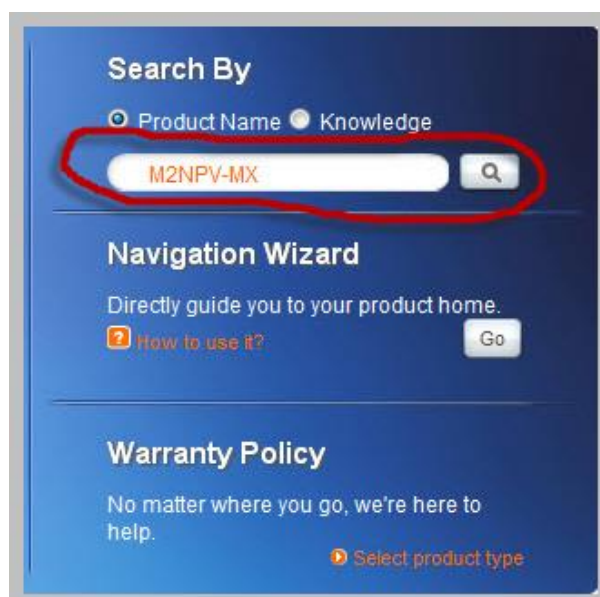 Search By
Product Name Knowledge
M2NPV-MX
Navigation Wizard
Directly guide you to your product home.
? How to use it?
Go
Warranty Policy
No matter where you go, we're here to
help.
Select product type